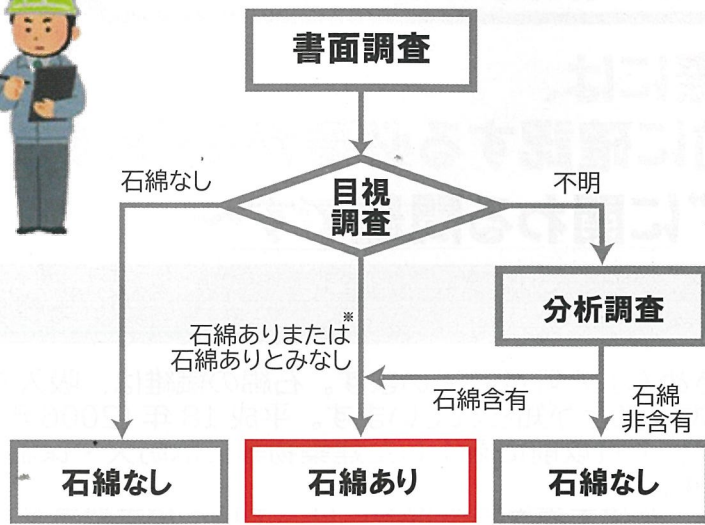 書面調査
石綿なし
目視
調査
不明
分析調査
※
石綿ありまたは
石綿ありとみなし
石綿含有
石綿
非含有
石綿なし
石綿あり
石綿なし